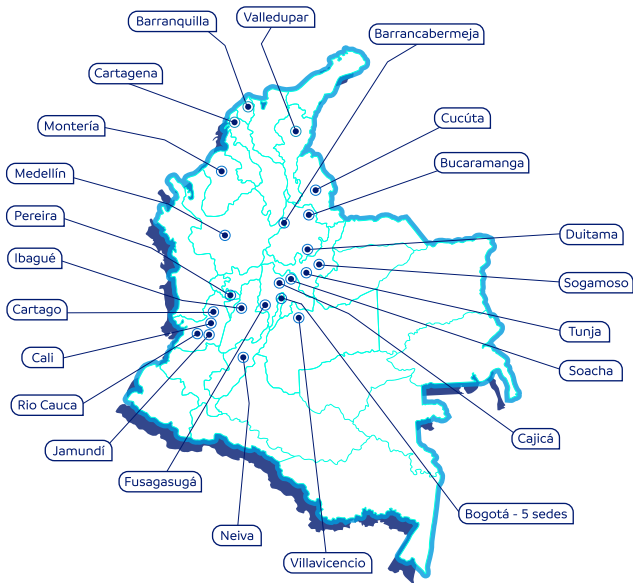 Barranquilla
Valledupar
Barrancabermeja
Cartagena
Montería
Cucúta
Bucaramanga
Medellín
Pereira
Duitama
Ibagué
Sogamoso
Cartago
Tunja
Cali
Soacha
Rio Cauca
Cajicá
Jamundí
Fusagasugá
Bogotá - 5 sedes
Neiva
Villavicencio